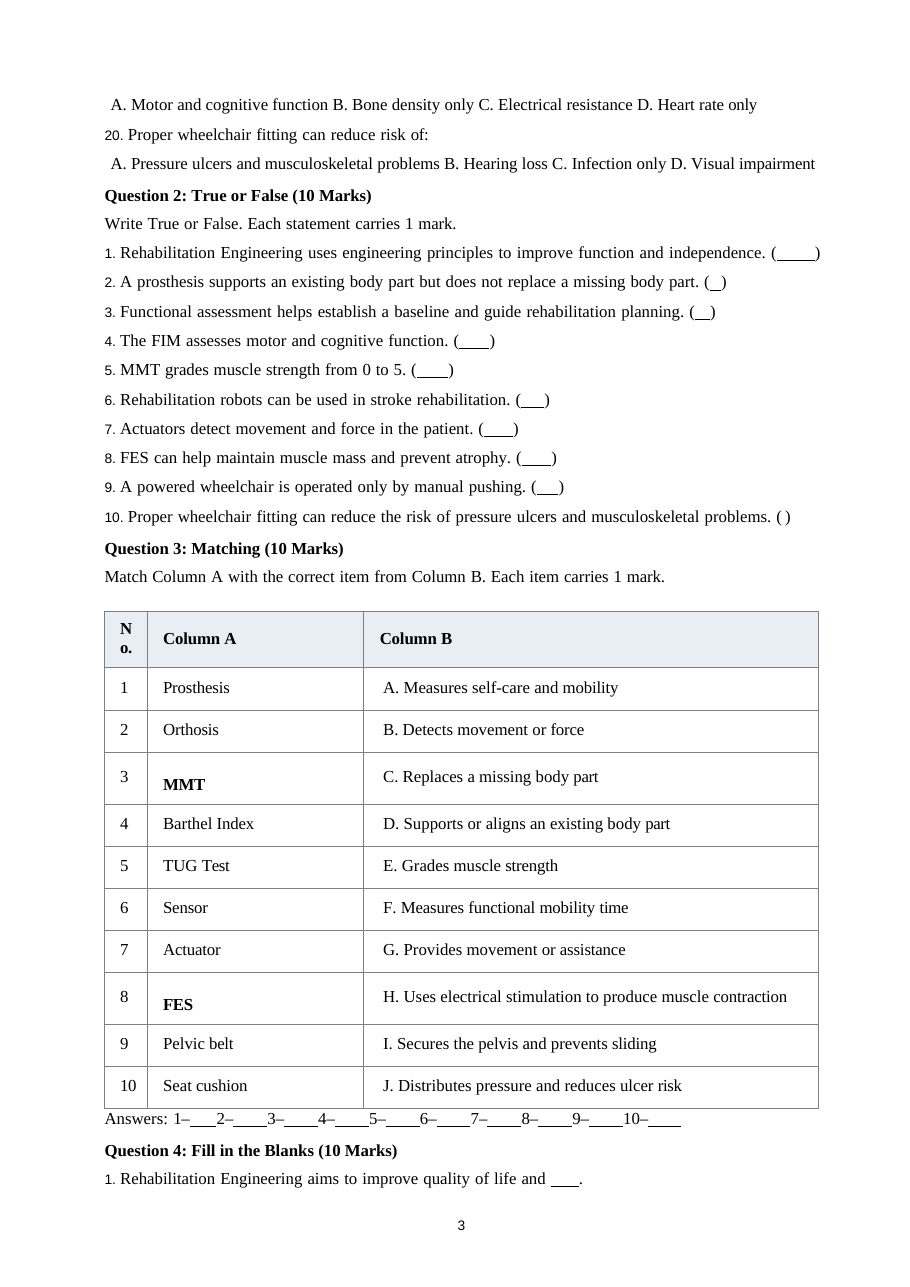 A. Motor and cognitive function B. Bone density only C. Electrical resistance D. Heart rate only
20. Proper wheelchair fitting can reduce risk of:
A. Pressure ulcers and musculoskeletal problems B. Hearing loss C. Infection only D. Visual impairment
Question 2: True or False (10 Marks)
Write True or False. Each statement carries 1 mark.
1. Rehabilitation Engineering uses engineering principles to improve function and independence. (____)
2. A prosthesis supports an existing body part but does not replace a missing body part. (_)
3. Functional assessment helps establish a baseline and guide rehabilitation planning. (__)
4. The FIM assesses motor and cognitive function. (____)
5. MMT grades muscle strength from 0 to 5. (____)
6. Rehabilitation robots can be used in stroke rehabilitation. (___)
7. Actuators detect movement and force in the patient. (____)
8. FES can help maintain muscle mass and prevent atrophy. (____)
9. A powered wheelchair is operated only by manual pushing. (___)
10. Proper wheelchair fitting can reduce the risk of pressure ulcers and musculoskeletal problems. ( )
Question 3: Matching (10 Marks)
Match Column A with the correct item from Column B. Each item carries 1 mark.
N
o. Column A Column B
1 Prosthesis A. Measures self-care and mobility
2 Orthosis B. Detects movement or force
3 MMT C. Replaces a missing body part
4 Barthel Index D. Supports or aligns an existing body part
5 TUG Test E. Grades muscle strength
6 Sensor F. Measures functional mobility time
7 Actuator G. Provides movement or assistance
8 FES H. Uses electrical stimulation to produce muscle contraction
9 Pelvic belt I. Secures the pelvis and prevents sliding
10 Seat cushion J. Distributes pressure and reduces ulcer risk
Answers: 1–___2–____3–____4–____5–____6–____7–____8–____9–____10–____
Question 4: Fill in the Blanks (10 Marks)
1. Rehabilitation Engineering aims to improve quality of life and ___.
3